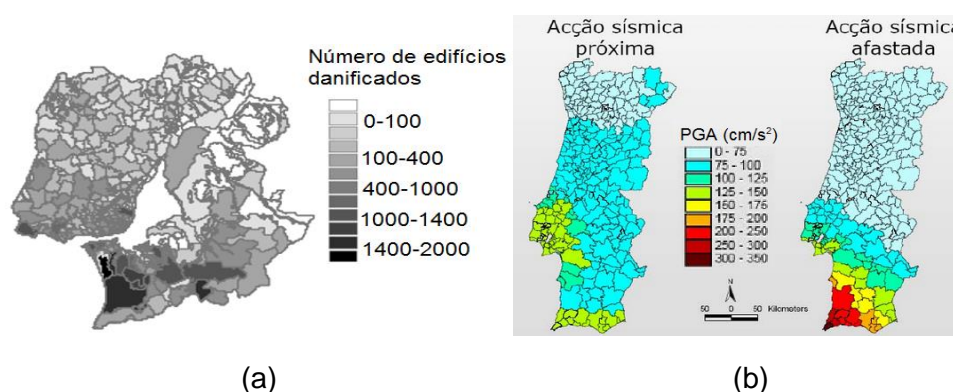 Número de edifícios
danificados
0-100
100-400
400-1000
1000-1400
1400-2000
(a)
Acção sísmica
próxima
Acção sísmica
afastada
PGA (cm/s²)
0 - 75
75 - 100
100 - 125
125 - 150
150 - 175
175 - 200
200 - 250
250 - 300
300 - 350
N
50 0 50 Kilometers
(b)